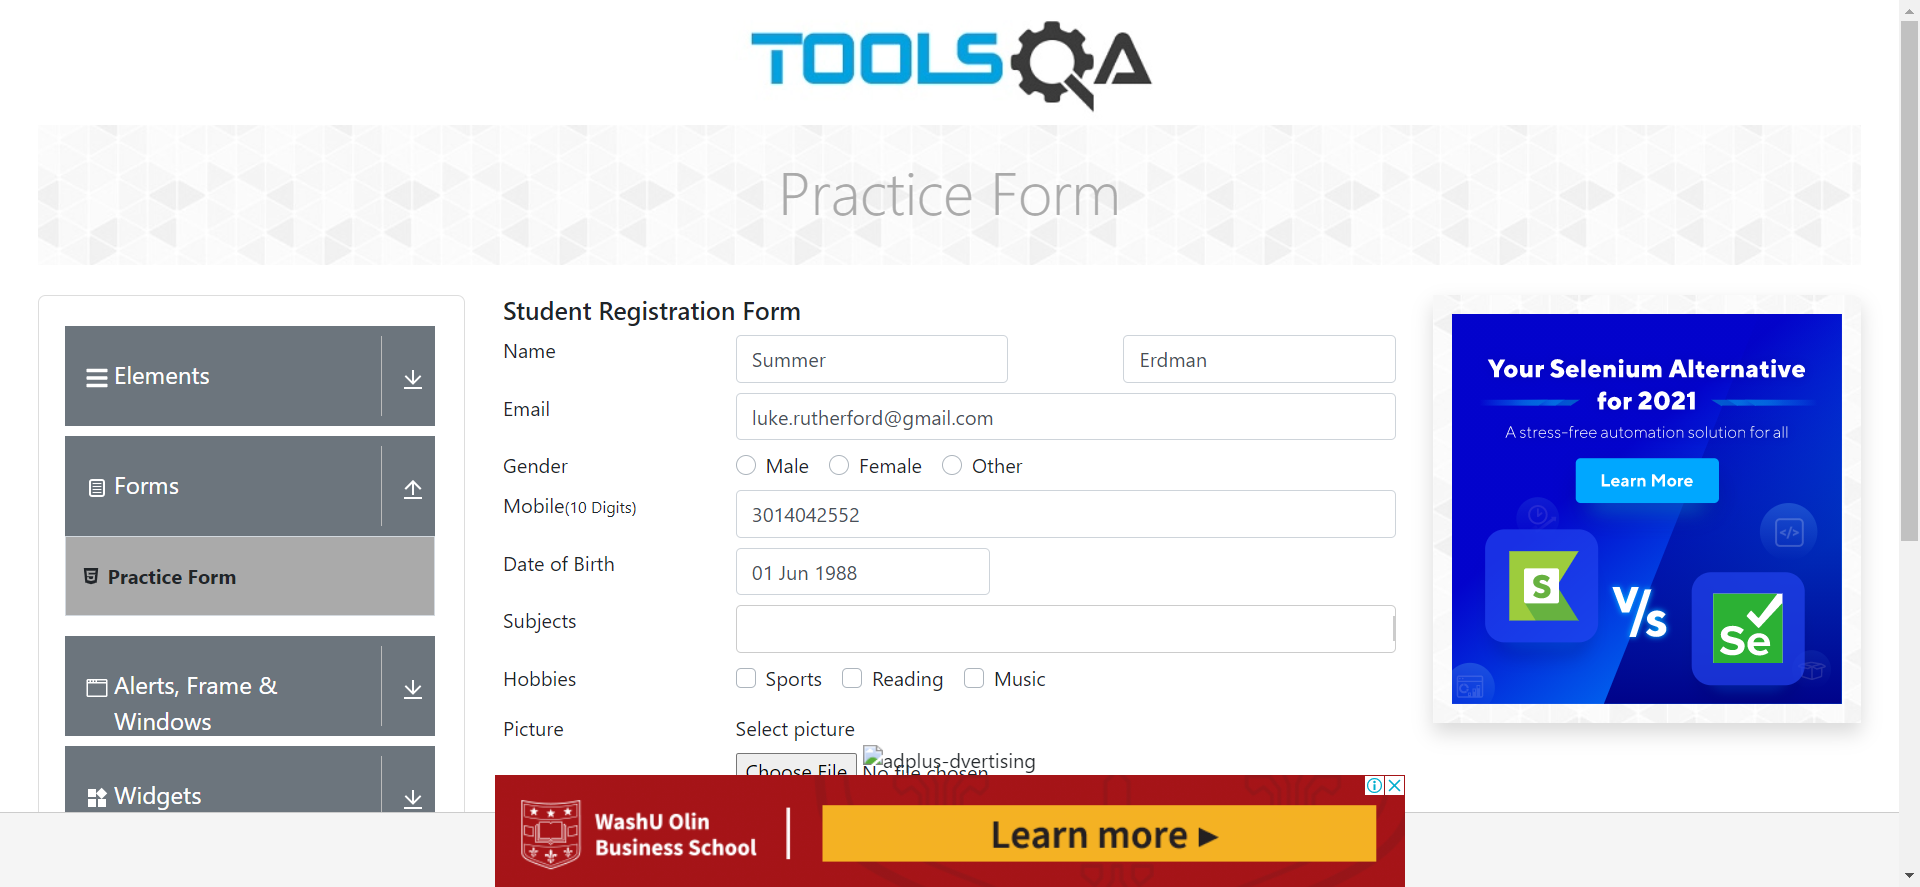 TOOLSQA
Practice Form
Elements
Forms
Practice Form
Alerts, Frame &
Windows
Widgets
Student Registration Form
Name
Summer
Erdman
Email
luke.rutherford@gmail.com
Gender
Male
Female
Other
Mobile(10 Digits)
3014042552
Date of Birth
01 Jun 1988
Subjects
Hobbies
Sports
Reading
Music
Picture
Select picture
Choose File
No file chosen
adplus-dvertising
Your Selenium Alternative
for 2021
A stress-free automation solution for all
Learn More
S
V/s
Se
</>
WashU Olin
Business School
Learn more ►